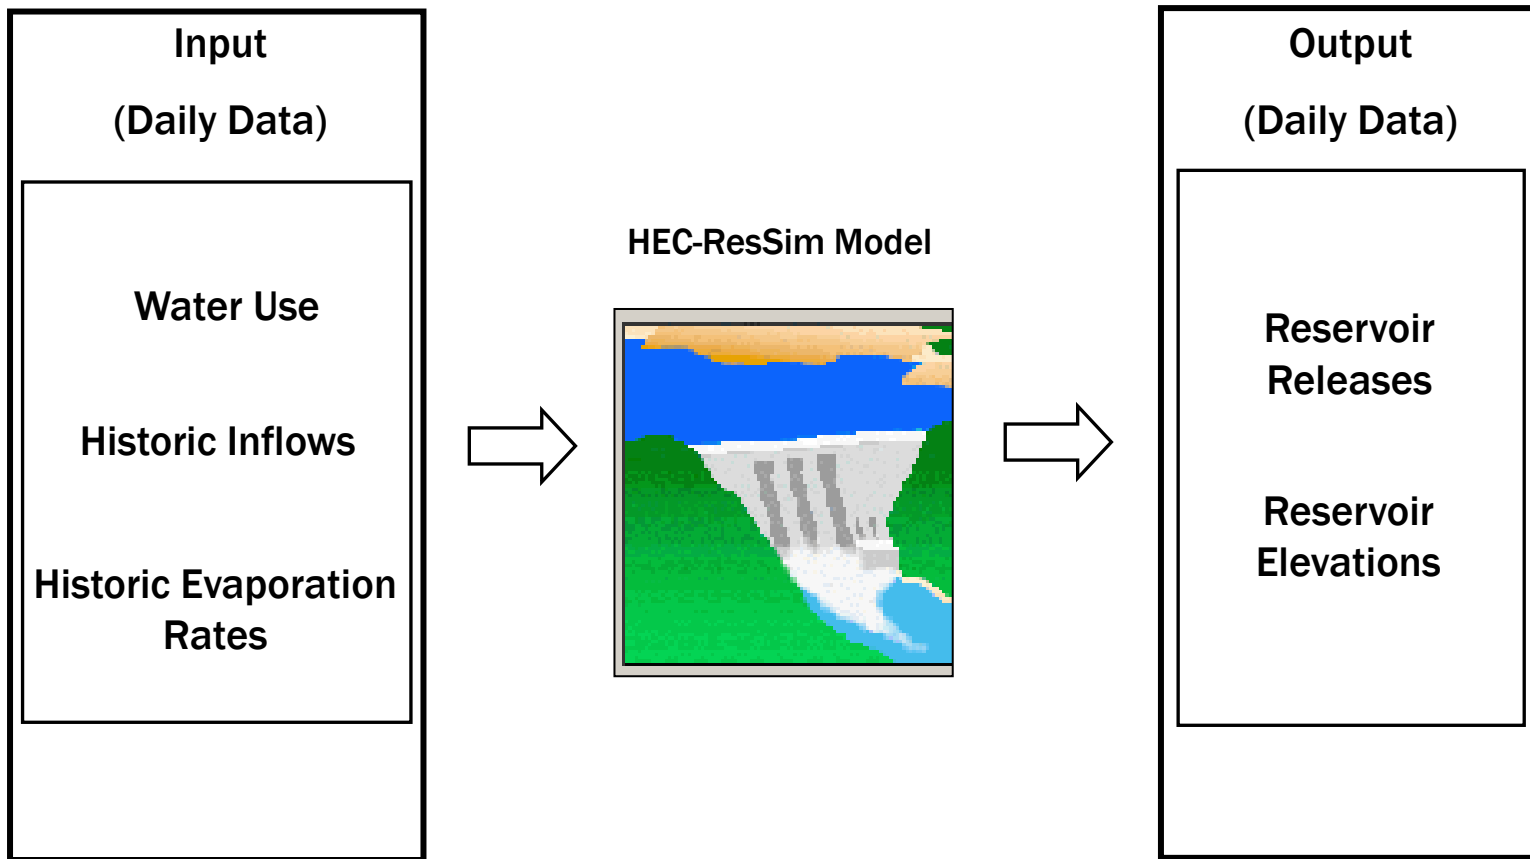 Input
(Daily Data)
Water Use
Historic Inflows
Historic Evaporation
Rates
HEC-ResSim Model
Output
(Daily Data)
Reservoir
Releases
Reservoir
Elevations